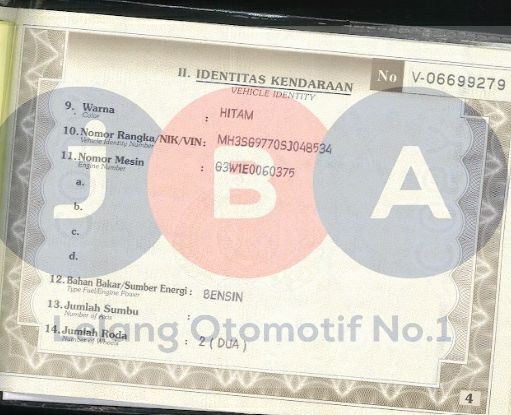 II. IDENTITAS KENDARAAN No V-06699279
VEHICLE IDENTITY
9. Warna : HITAM
Color
10. Nomor Rangka/NIK/VIN: MH3SG9770SJ048534
Vehicle Identity Number
11. Nomor Mesin : G3W1E0060375
Engine Number
a.
b.
c.
d.
J B A
12. Bahan Bakar/Sumber Energi : BENSIN
Type Fuel/Engine Power
13. Jumlah Sumbu :
Number of Axis
Lelang Otomotif No.1
14. Jumlah Roda : 2 ( DUA )
Number of Wheels
4